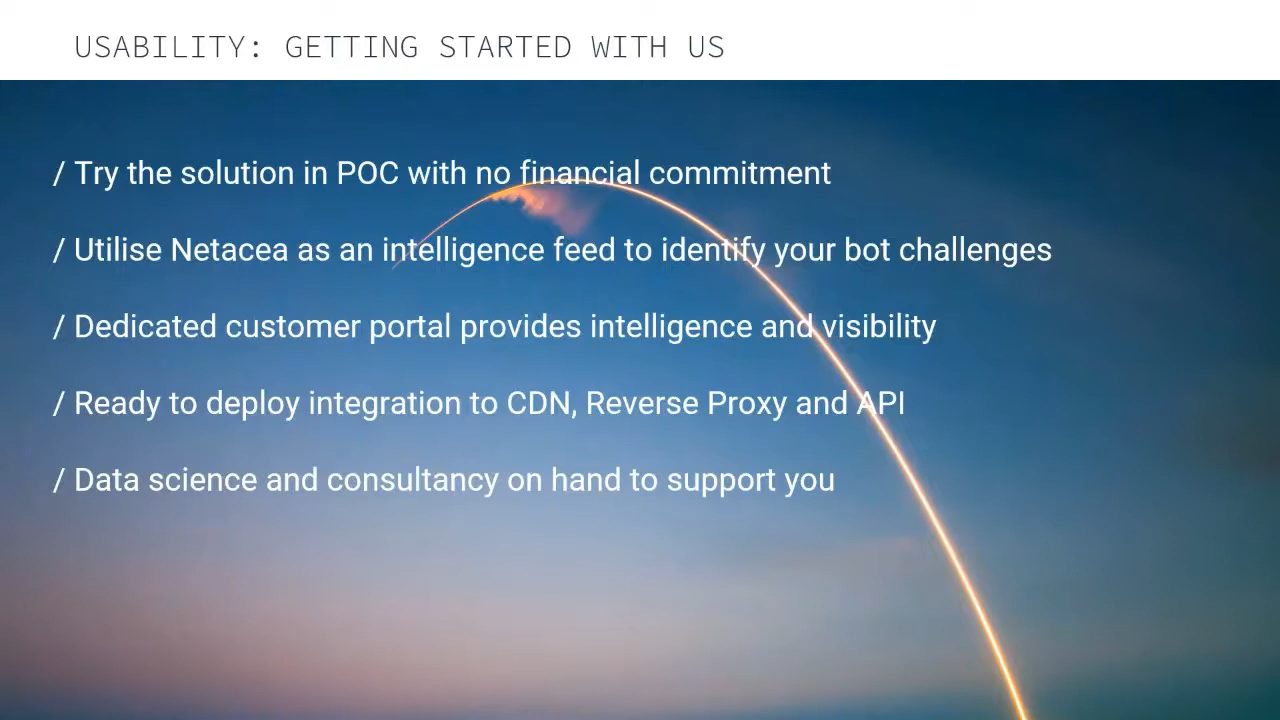 USABILITY: GETTING STARTED WITH US
/ Try the solution in POC with no financial commitment
/ Utilise Netacea as an intelligence feed to identify your bot challenges
/ Dedicated customer portal provides intelligence and visibility
/ Ready to deploy integration to CDN, Reverse Proxy and API
/ Data science and consultancy on hand to support you